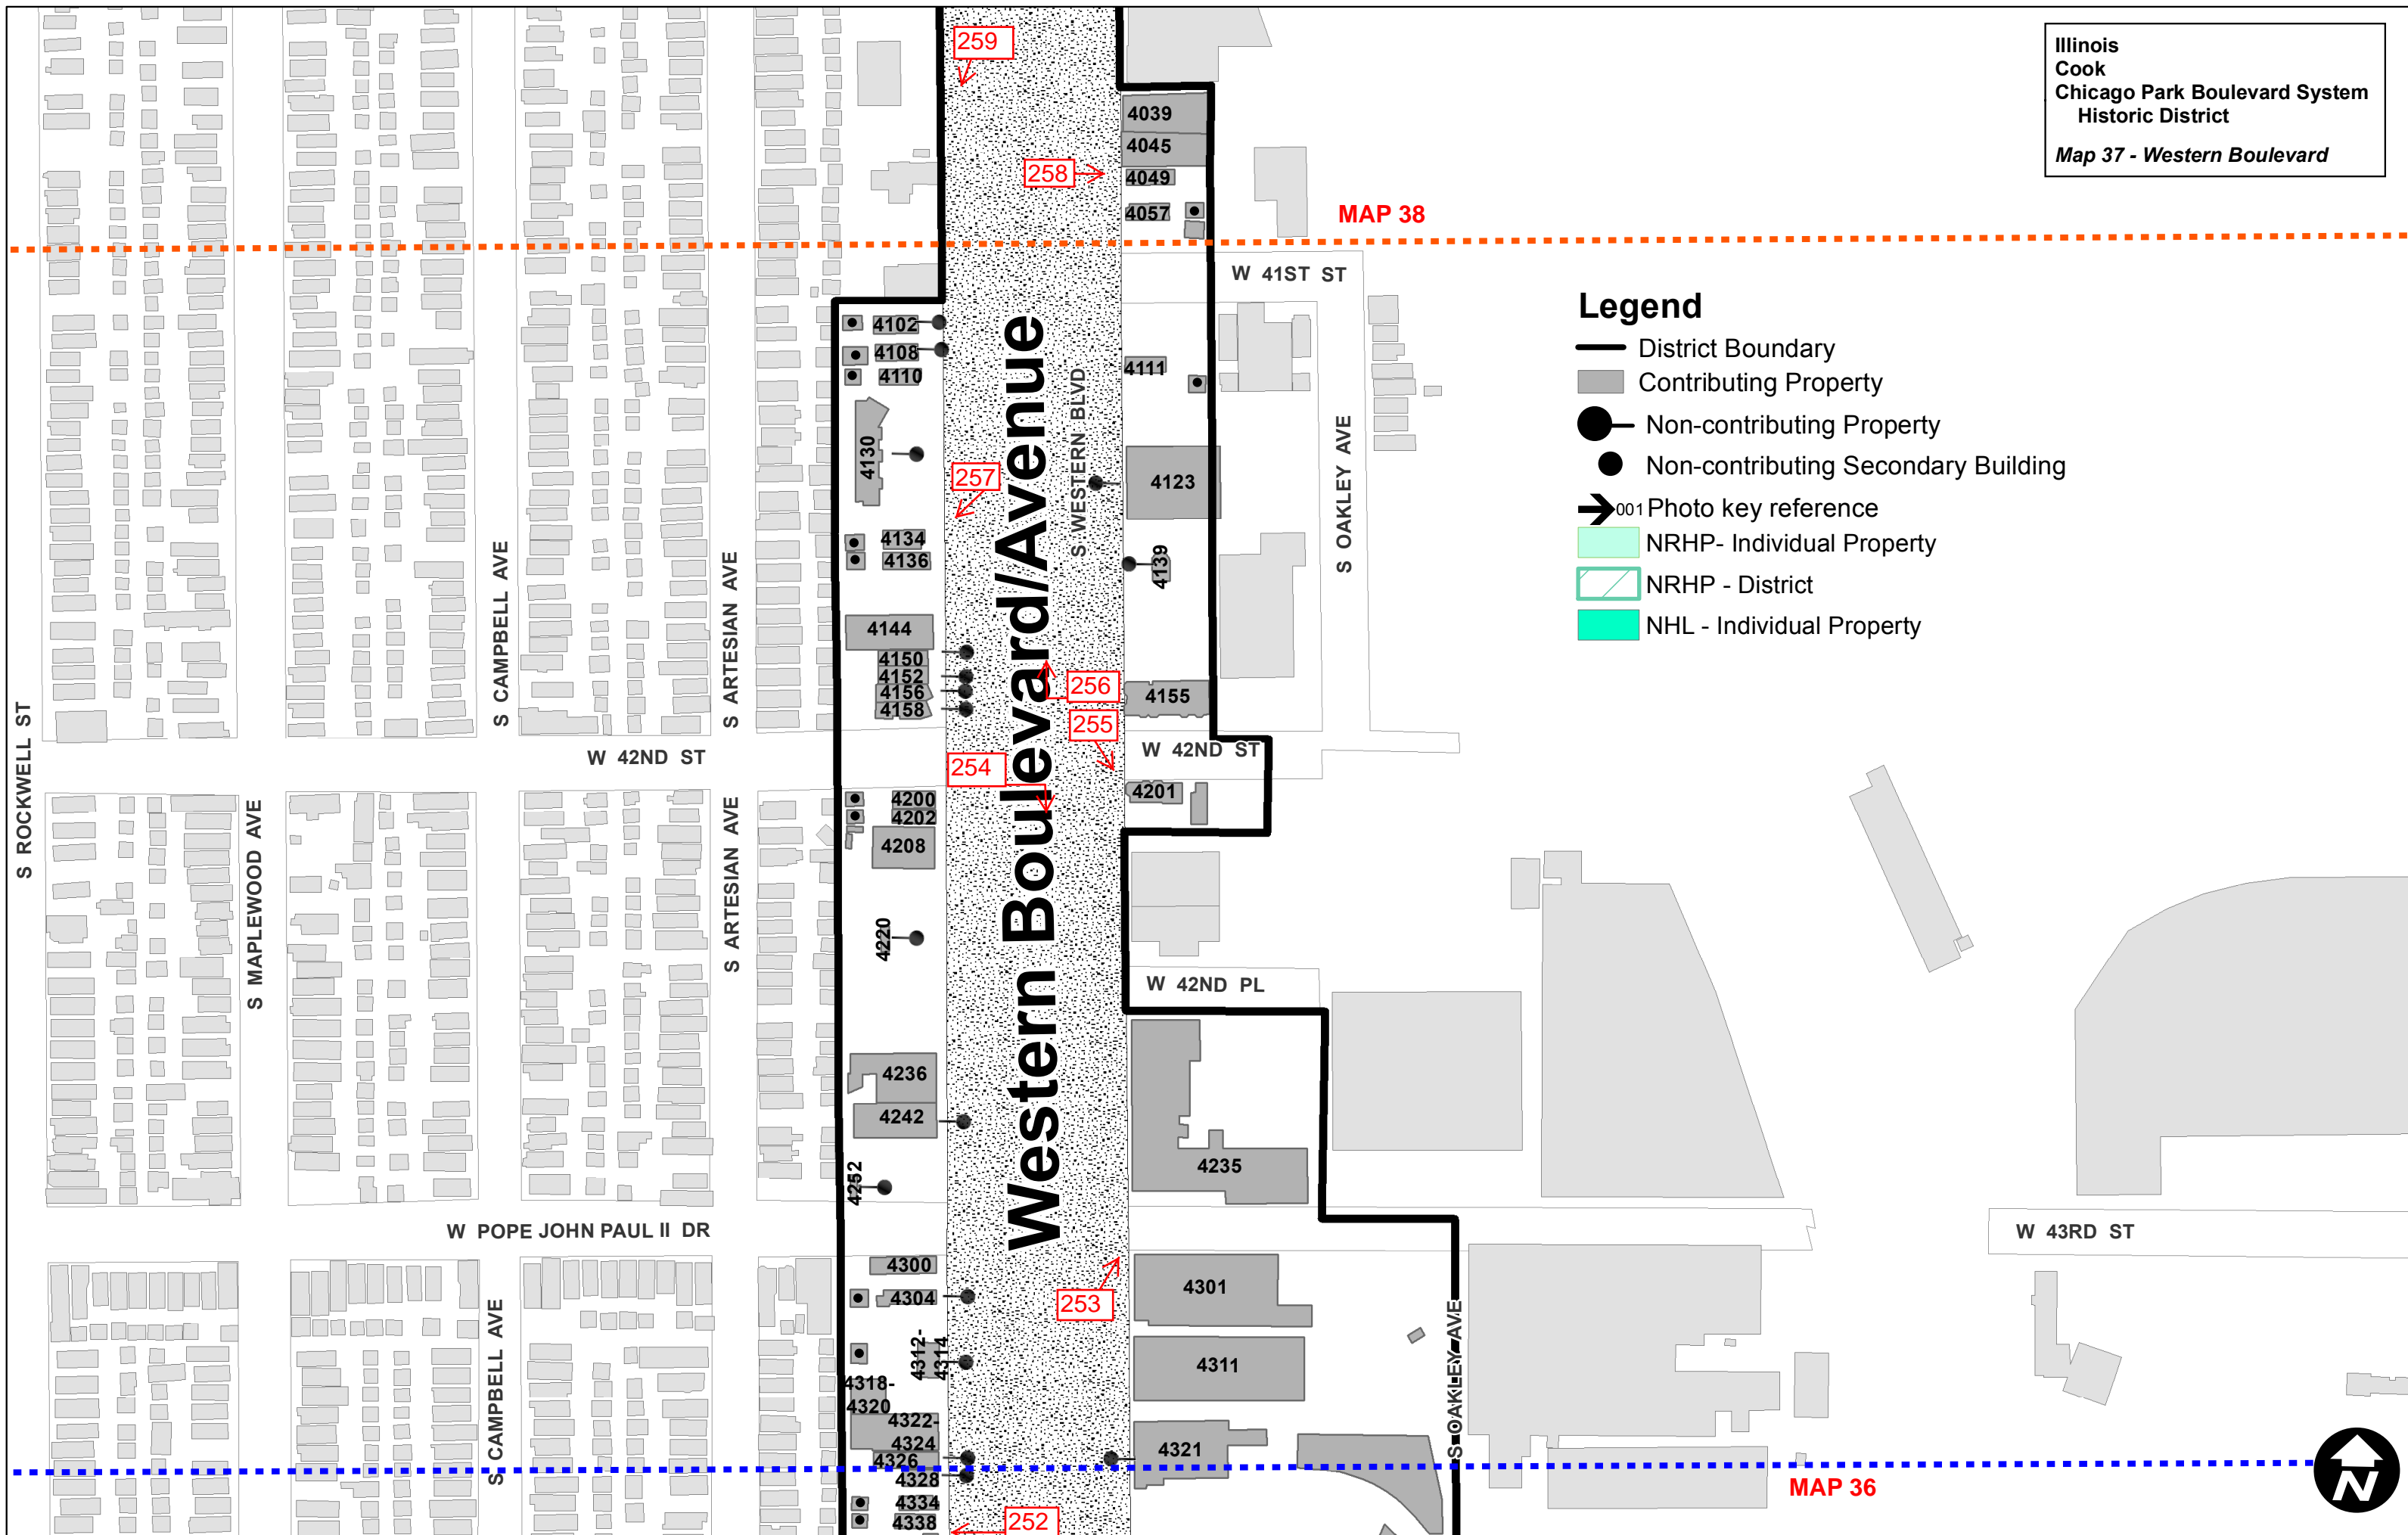 Illinois
Cook
Chicago Park Boulevard System
Historic District
Map 37 - Western Boulevard
259
4039
4045
258
4049
4057
MAP 38
W 41ST ST
Legend
District Boundary
Contributing Property
Non-contributing Property
Non-contributing Secondary Building
001 Photo key reference
NRHP- Individual Property
NRHP - District
NHL - Individual Property
4102
4108
4110
4111
4130
257
4123
4134
4136
4139
4144
4150
4152
4156
4158
256
4155
255
Western Boulevard/Avenue
S WESTERN BLVD
S OAKLEY AVE
S CAMPBELL AVE
S ARTESIAN AVE
S ROCKWELL ST
W 42ND ST
W 42ND ST
254
4200
4202
4201
4208
S MAPLEWOOD AVE
S ARTESIAN AVE
4220
W 42ND PL
4236
4242
4235
4252
W POPE JOHN PAUL II DR
W 43RD ST
4300
4301
4304
253
4312-
4314
4311
4318-
4320
4322-
4324
4321
4326
4328
S CAMPBELL AVE
S OAKLEY AVE
MAP 36
4334
4338
252
N